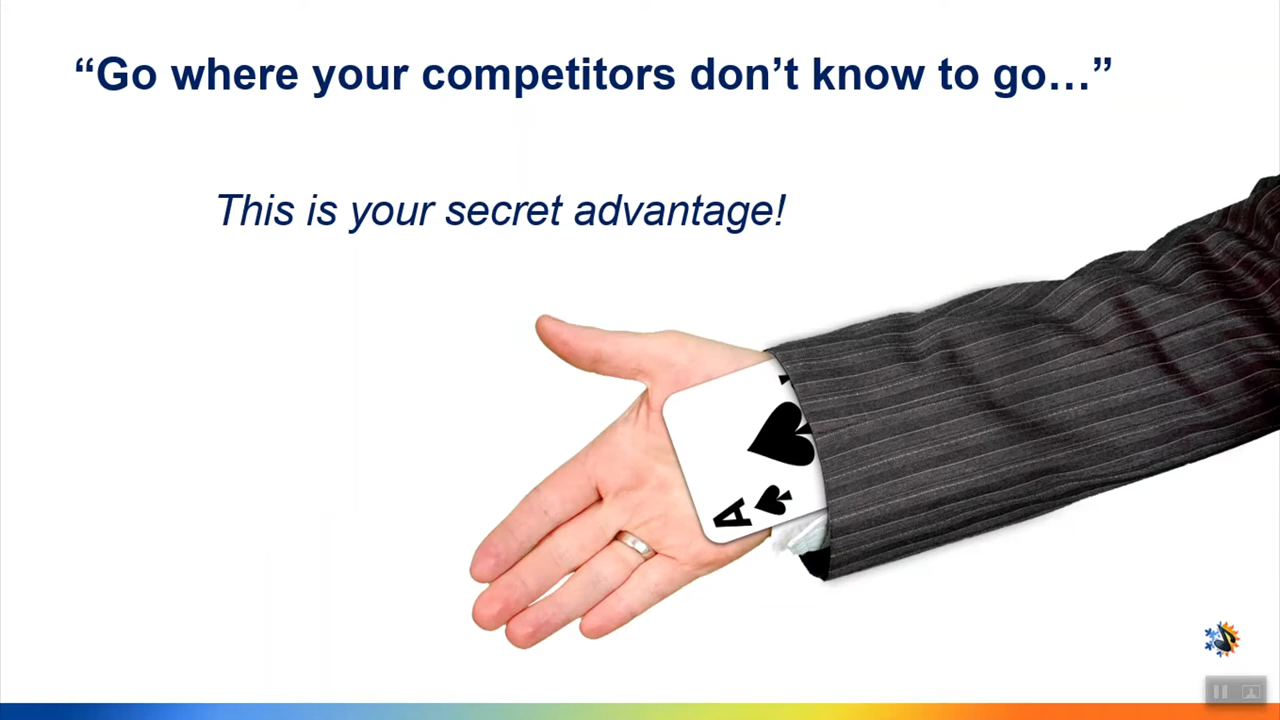 “Go where your competitors don’t know to go…”
This is your secret advantage!
A